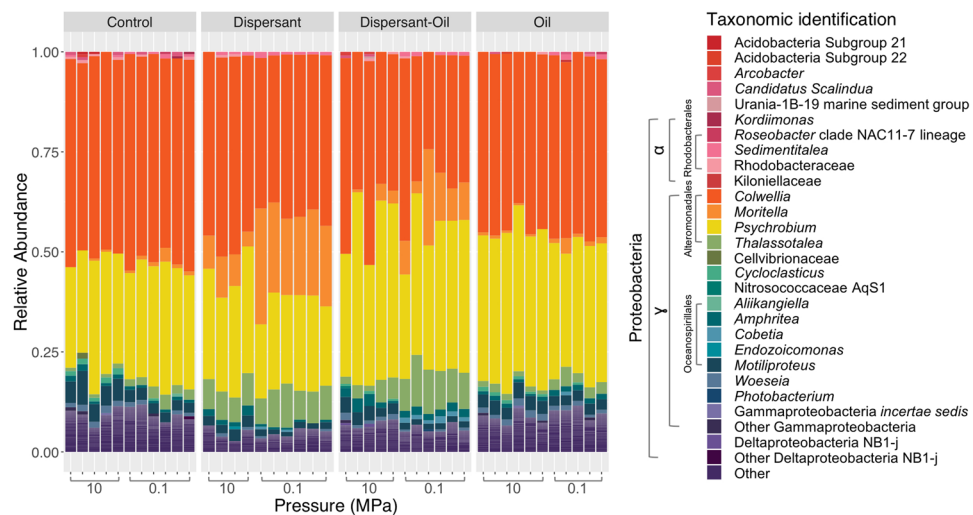 Control
Dispersant
Dispersant-Oil
Oil
Taxonomic identification
1.00
0.75
0.50
0.25
0.00
Relative Abundance
10
0.1
10
0.1
10
0.1
10
0.1
Pressure (MPa)
Proteobacteria
α
ɣ
Rhodobacterales
Alteromonadales
Oceanospirillales
Acidobacteria Subgroup 21
Acidobacteria Subgroup 22
Arcobacter
Candidatus Scalindua
Urania-1B-19 marine sediment group
Kordiimonas
Roseobacter clade NAC11-7 lineage
Sedimentitalea
Rhodobacteraceae
Kiloniellaceae
Colwellia
Moritella
Psychrobium
Thalassotalea
Cellvibrionaceae
Cycloclasticus
Nitrosococcaceae AqS1
Aliikangiella
Amphritea
Cobetia
Endozoicomonas
Motiliproteus
Woeseia
Photobacterium
Gammaproteobacteria incertae sedis
Other Gammaproteobacteria
Deltaproteobacteria NB1-j
Other Deltaproteobacteria NB1-j
Other